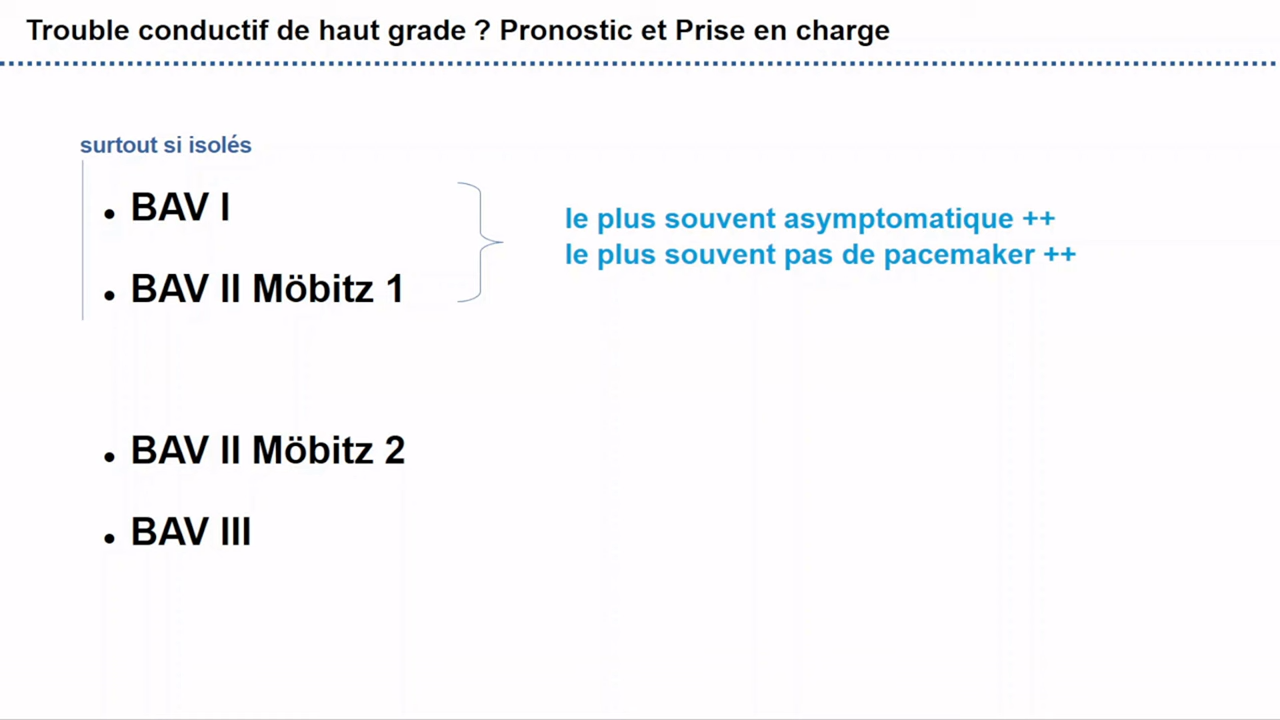 Trouble conductif de haut grade ? Pronostic et Prise en charge
surtout si isolés
• BAV I
• BAV II Möbitz 1
le plus souvent asymptomatique ++
le plus souvent pas de pacemaker ++
• BAV II Möbitz 2
• BAV III